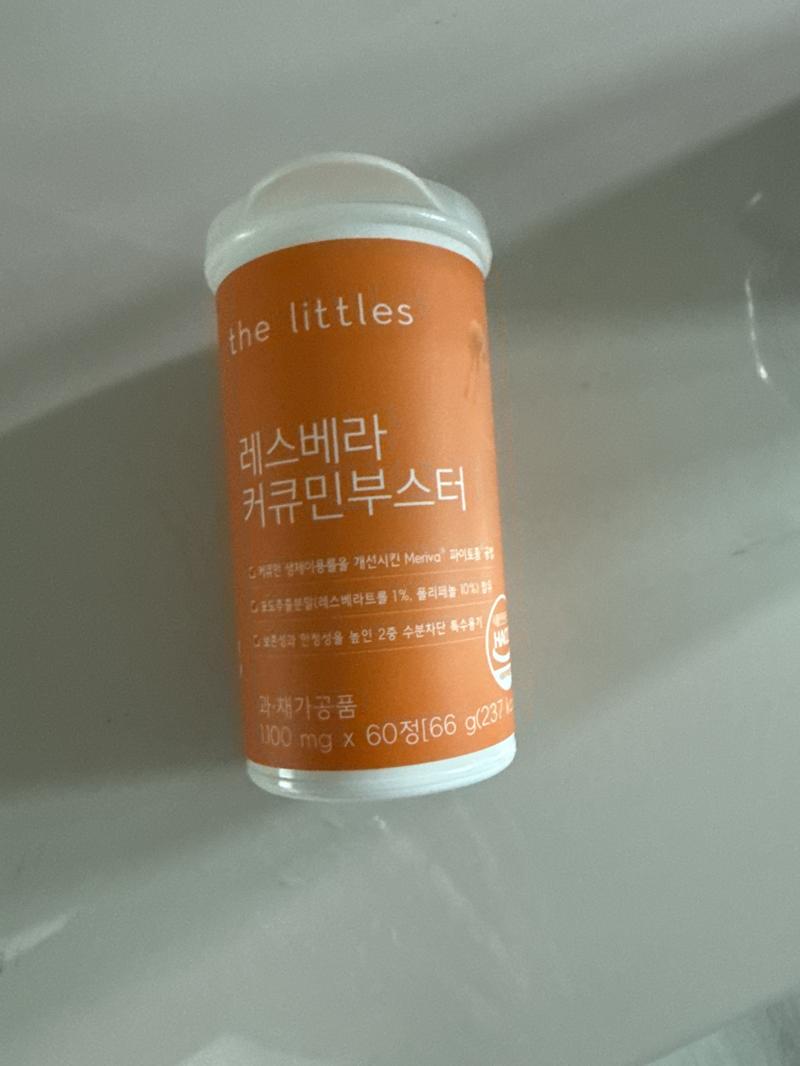 the littles
레스베라
커큐민부스터
커큐민 생체이용률을 개선시킨 Meriva® 파이토좀 공법
포도추출분말(레스베라트롤 1%, 폴리페놀 10%) 함유
보존성과 안정성을 높인 2중 수분차단 특수용기
과·채가공품
1,100 mg x 60정[66 g(237